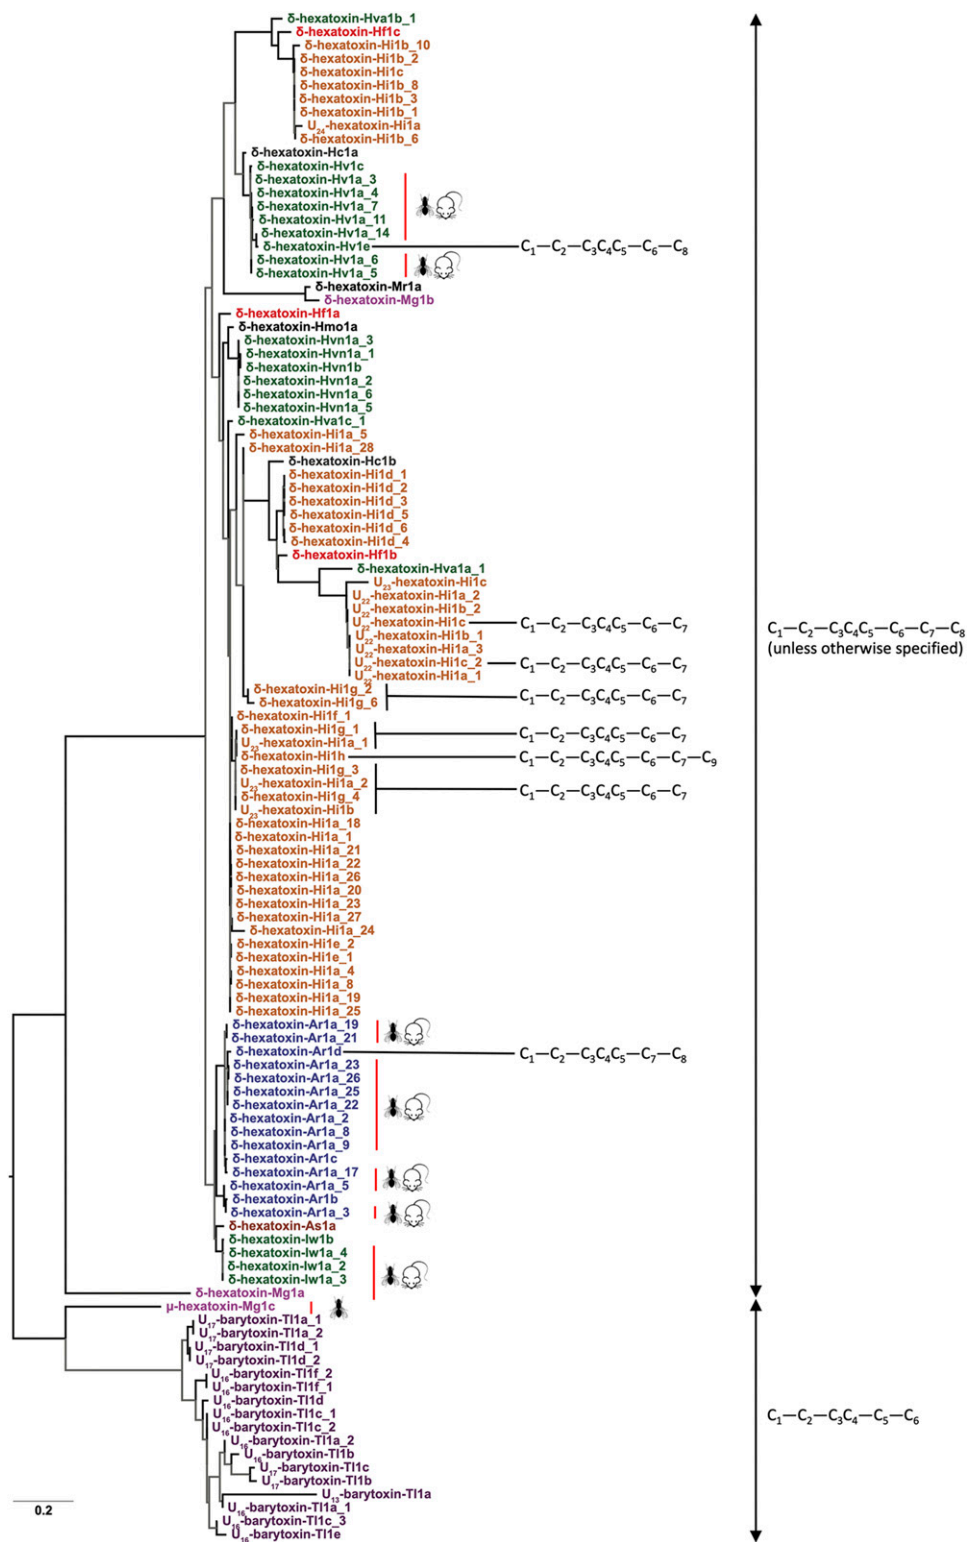 δ-hexatoxin-Hva1b_1
δ-hexatoxin-Hf1c
δ-hexatoxin-Hi1b_10
δ-hexatoxin-Hi1b_2
δ-hexatoxin-Hi1c
δ-hexatoxin-Hi1b_8
δ-hexatoxin-Hi1b_3
δ-hexatoxin-Hi1b_1
U₂₄-hexatoxin-Hi1a
δ-hexatoxin-Hi1b_6
δ-hexatoxin-Hc1a
δ-hexatoxin-Hv1c
δ-hexatoxin-Hv1a_3
δ-hexatoxin-Hv1a_4
δ-hexatoxin-Hv1a_7
δ-hexatoxin-Hv1a_11
δ-hexatoxin-Hv1a_14
δ-hexatoxin-Hv1e C₁—C₂—C₃C₄C₅—C₆—C₈
δ-hexatoxin-Hv1a_6
δ-hexatoxin-Hv1a_5
δ-hexatoxin-Mr1a
δ-hexatoxin-Mg1b
δ-hexatoxin-Hf1a
δ-hexatoxin-Hmo1a
δ-hexatoxin-Hvn1a_3
δ-hexatoxin-Hvn1a_1
δ-hexatoxin-Hvn1b
δ-hexatoxin-Hvn1a_2
δ-hexatoxin-Hvn1a_6
δ-hexatoxin-Hvn1a_5
δ-hexatoxin-Hva1c_1
δ-hexatoxin-Hi1a_5
δ-hexatoxin-Hi1a_28
δ-hexatoxin-Hc1b
δ-hexatoxin-Hi1d_1
δ-hexatoxin-Hi1d_2
δ-hexatoxin-Hi1d_3
δ-hexatoxin-Hi1d_5
δ-hexatoxin-Hi1d_6
δ-hexatoxin-Hi1d_4
δ-hexatoxin-Hf1b
δ-hexatoxin-Hva1a_1
U₂₃-hexatoxin-Hi1c
U₂₂-hexatoxin-Hi1a_2
U₂₂-hexatoxin-Hi1b_2
U₂₂-hexatoxin-Hi1c C₁—C₂—C₃C₄C₅—C₆—C₇
C₁—C₂—C₃C₄C₅—C₆—C₇—C₈
(unless otherwise specified)
U₂₂-hexatoxin-Hi1b_1
U₂₂-hexatoxin-Hi1a_3
U₂₂-hexatoxin-Hi1c_2 C₁—C₂—C₃C₄C₅—C₆—C₇
U₂₂-hexatoxin-Hi1a_1
δ-hexatoxin-Hi1g_2
C₁—C₂—C₃C₄C₅—C₆—C₇
δ-hexatoxin-Hi1g_6
δ-hexatoxin-Hi1f_1
δ-hexatoxin-Hi1g_1
C₁—C₂—C₃C₄C₅—C₆—C₇
U₂₃-hexatoxin-Hi1a_1
δ-hexatoxin-Hi1h C₁—C₂—C₃C₄C₅—C₆—C₇—C₉
δ-hexatoxin-Hi1g_3
U₂₃-hexatoxin-Hi1a_2
C₁—C₂—C₃C₄C₅—C₆—C₇
δ-hexatoxin-Hi1g_4
U₂₃-hexatoxin-Hi1b
δ-hexatoxin-Hi1a_18
δ-hexatoxin-Hi1a_1
δ-hexatoxin-Hi1a_21
δ-hexatoxin-Hi1a_22
δ-hexatoxin-Hi1a_26
δ-hexatoxin-Hi1a_20
δ-hexatoxin-Hi1a_23
δ-hexatoxin-Hi1a_27
δ-hexatoxin-Hi1a_24
δ-hexatoxin-Hi1e_2
δ-hexatoxin-Hi1e_1
δ-hexatoxin-Hi1a_4
δ-hexatoxin-Hi1a_8
δ-hexatoxin-Hi1a_19
δ-hexatoxin-Hi1a_25
δ-hexatoxin-Ar1a_19
δ-hexatoxin-Ar1a_21
δ-hexatoxin-Ar1d C₁—C₂—C₃C₄C₅—C₇—C₈
δ-hexatoxin-Ar1a_23
δ-hexatoxin-Ar1a_26
δ-hexatoxin-Ar1a_25
δ-hexatoxin-Ar1a_22
δ-hexatoxin-Ar1a_2
δ-hexatoxin-Ar1a_8
δ-hexatoxin-Ar1a_9
δ-hexatoxin-Ar1c
δ-hexatoxin-Ar1a_17
δ-hexatoxin-Ar1a_5
δ-hexatoxin-Ar1b
δ-hexatoxin-Ar1a_3
δ-hexatoxin-As1a
δ-hexatoxin-Iw1b
δ-hexatoxin-Iw1a_4
δ-hexatoxin-Iw1a_2
δ-hexatoxin-Iw1a_3
δ-hexatoxin-Mg1a
μ-hexatoxin-Mg1c
U₁₇-barytoxin-Tl1a_1
U₁₇-barytoxin-Tl1a_2
U₁₇-barytoxin-Tl1d_1
U₁₇-barytoxin-Tl1d_2
U₁₆-barytoxin-Tl1f_2
U₁₆-barytoxin-Tl1f_1
U₁₆-barytoxin-Tl1d
U₁₆-barytoxin-Tl1c_1
C₁—C₂—C₃C₄—C₅—C₆
U₁₆-barytoxin-Tl1c_2
U₁₆-barytoxin-Tl1a_2
U₁₆-barytoxin-Tl1b
U₁₇-barytoxin-Tl1c
U₁₇-barytoxin-Tl1b
U₁₃-barytoxin-Tl1a
U₁₆-barytoxin-Tl1a_1
U₁₆-barytoxin-Tl1c_3
U₁₆-barytoxin-Tl1e
0.2